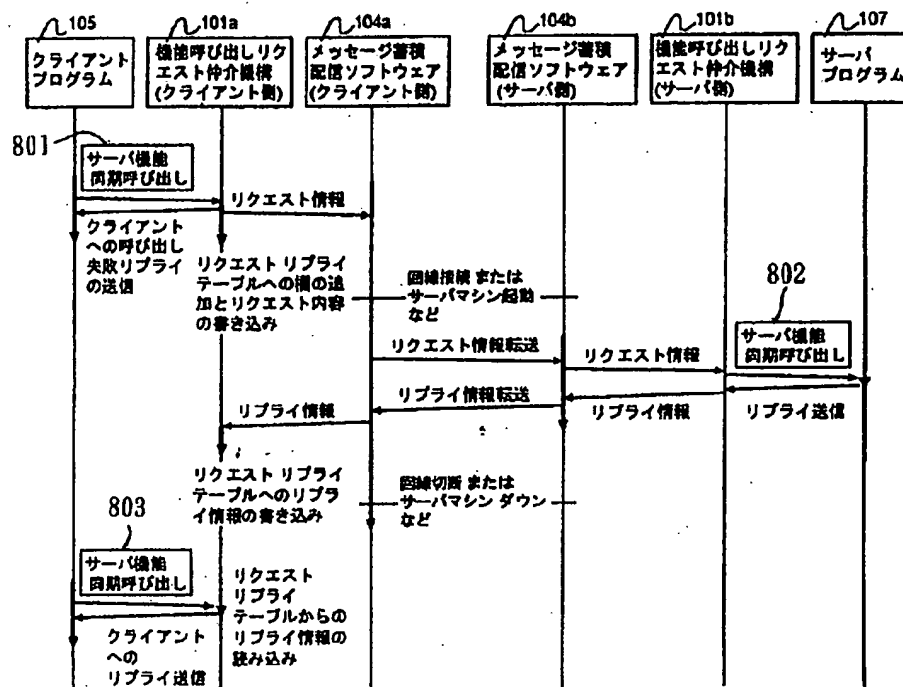 105
101a
104a
104b
101b
107
クライアント
プログラム
機能呼び出しリク
エスト仲介機構
(クライアント側)
メッセージ蓄積
配信ソフトウェア
(クライアント側)
メッセージ蓄積
配信ソフトウェア
(サーバ側)
機能呼び出しリク
エスト仲介機構
(サーバ側)
サーバ
プログラム
801
サーバ機能
同期呼び出し
リクエスト情報
クライアント
への呼び出し
失敗リプライ
の送信
リクエスト リプライ
テーブルへの欄の追
加とリクエスト内容
の書き込み
回線接続 または
サーバマシン起動
など
802
サーバ機能
同期呼び出し
リクエスト情報転送
リクエスト情報
リプライ情報転送
リプライ情報
リプライ情報
リプライ送信
リクエスト リプライ
テーブルへのリプラ
イ情報の書き込み
回線切断 または
サーバマシン ダウン
など
803
サーバ機能
同期呼び出し
リクエスト
リプライ
テーブルからの
リプライ情報の
読み込み
クライアント
への
リプライ送信